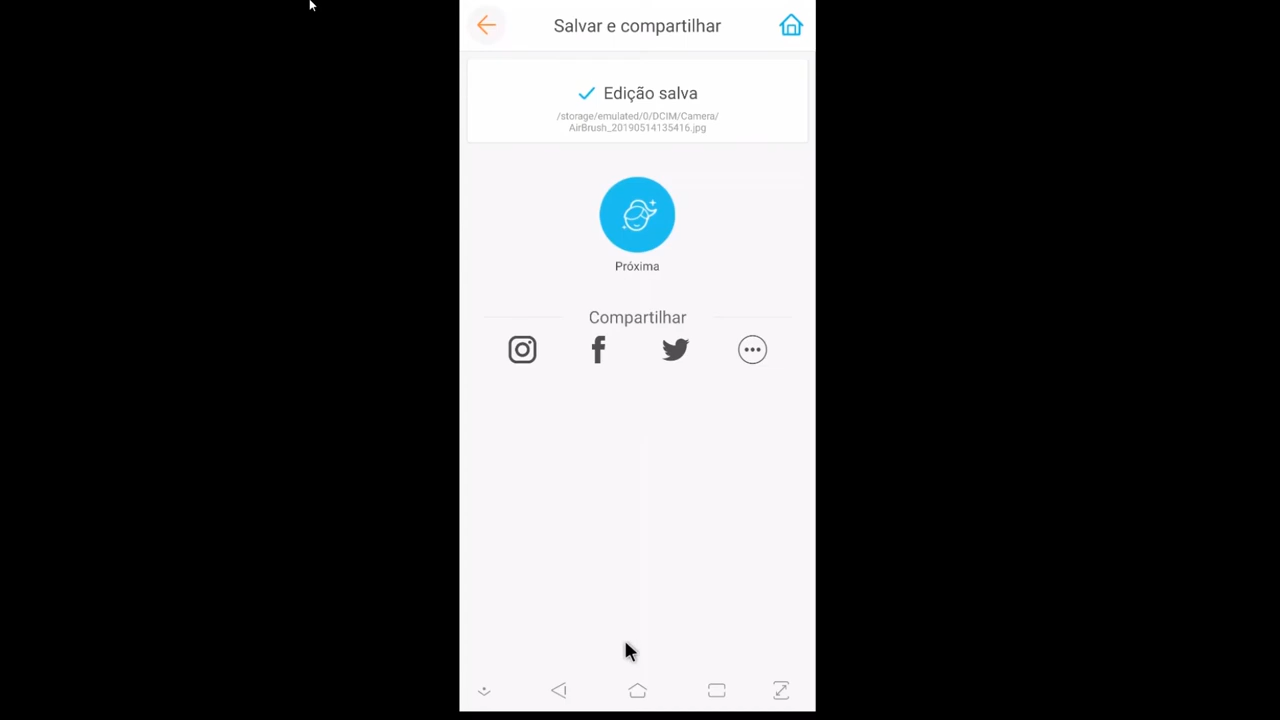 Salvar e compartilhar
Edição salva
/storage/emulated/0/DCIM/Camera/
AirBrush_20190514135416.jpg
Próxima
Compartilhar